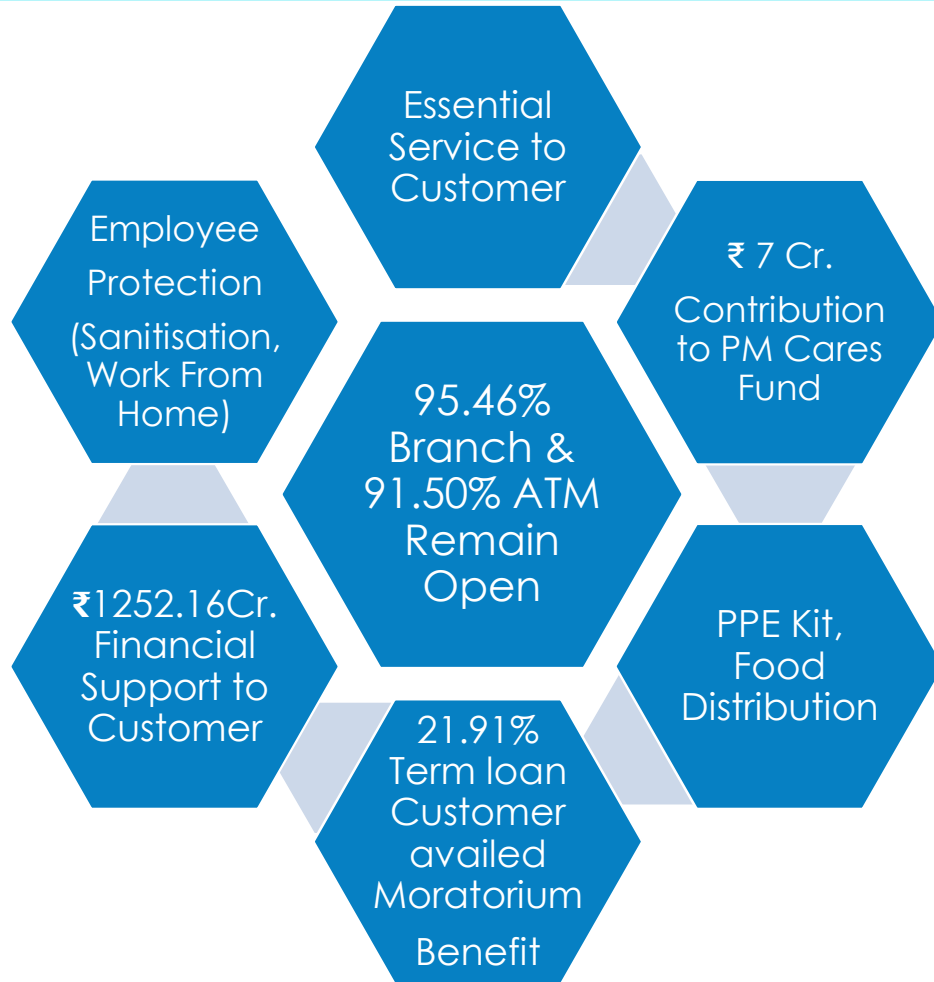 Essential
Service to
Customer
₹ 7 Cr.
Contribution
to PM Cares
Fund
PPE Kit,
Food
Distribution
21.91%
Term loan
Customer
availed
Moratorium
Benefit
₹1252.16Cr.
Financial
Support to
Customer
Employee
Protection
(Sanitisation,
Work From
Home)
95.46%
Branch &
91.50% ATM
Remain
Open